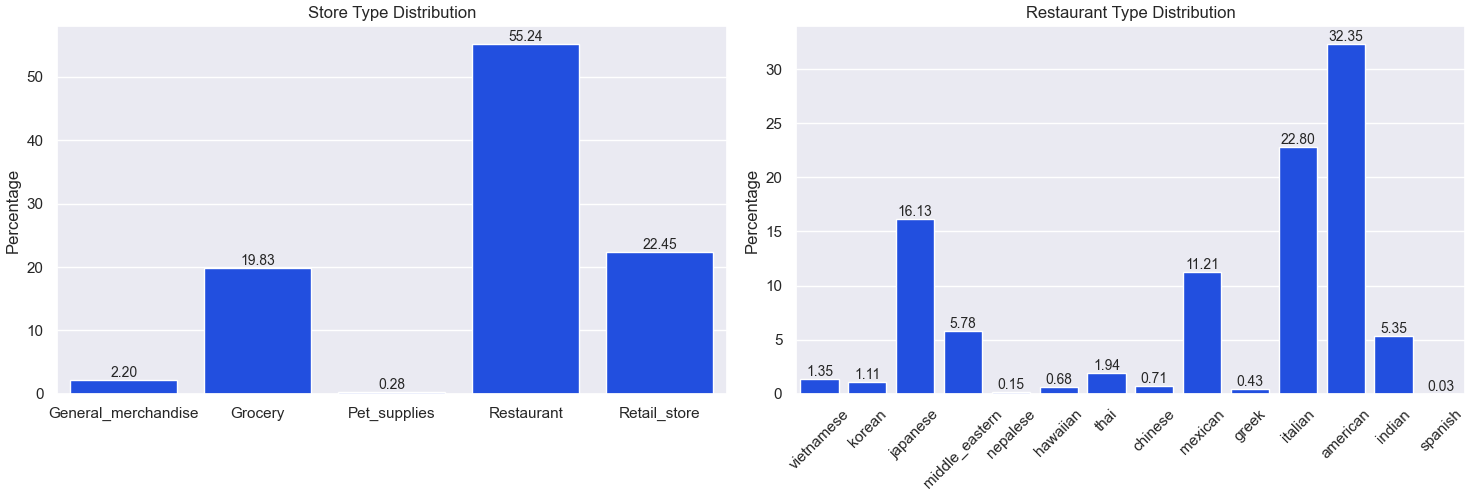 Store Type Distribution
Percentage
50
40
30
20
10
0
2.20
19.83
0.28
55.24
22.45
General_merchandise
Grocery
Pet_supplies
Restaurant
Retail_store
Restaurant Type Distribution
Percentage
30
25
20
15
10
5
0
1.35
1.11
16.13
5.78
0.15
0.68
1.94
0.71
11.21
0.43
22.80
32.35
5.35
0.03
vietnamese
korean
japanese
middle_eastern
nepalese
hawaiian
thai
chinese
mexican
greek
italian
american
indian
spanish